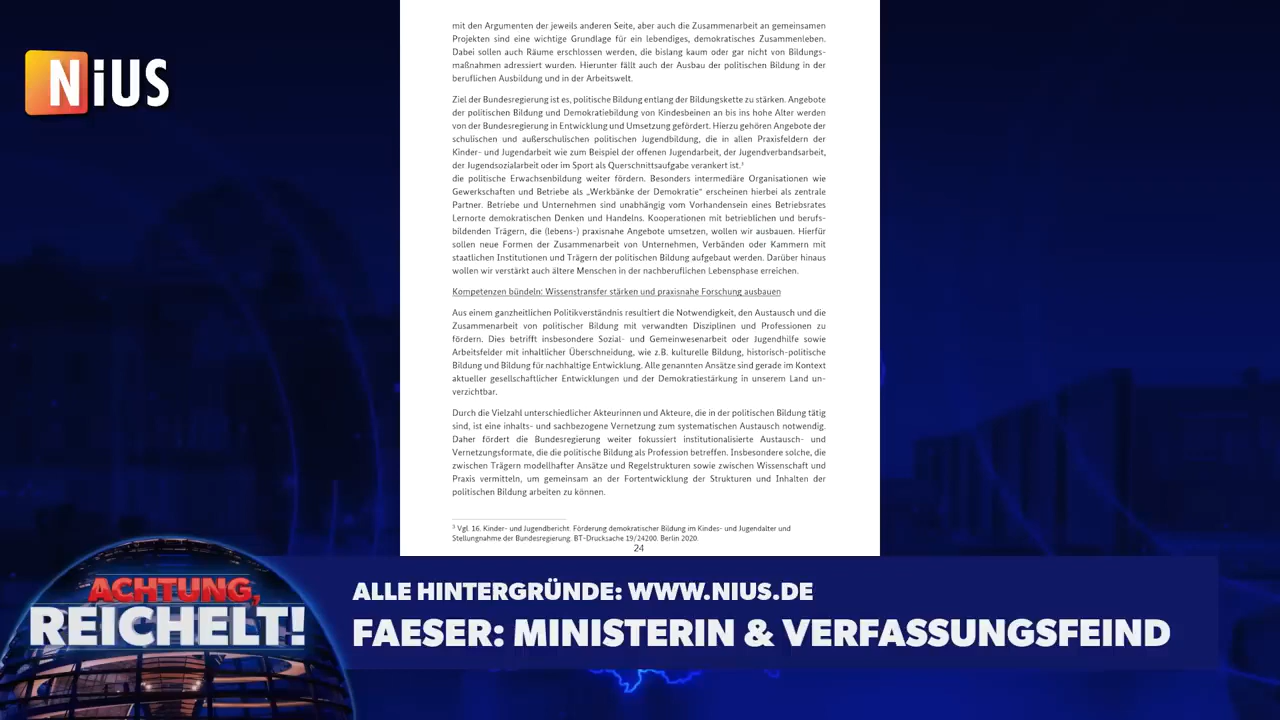 mit den Argumenten der jeweils anderen Seite, aber auch die Zusammenarbeit an gemeinsamen
Projekten sind eine wichtige Grundlage für ein lebendiges, demokratisches Zusammenleben.
Dabei sollen auch Räume erschlossen werden, die bislang kaum oder gar nicht von Bildungs-
maßnahmen adressiert wurden. Hierunter fällt auch der Ausbau der politischen Bildung in der
beruflichen Ausbildung und in der Arbeitswelt.
Ziel der Bundesregierung ist es, politische Bildung entlang der Bildungskette zu stärken. Angebote
der politischen Bildung und Demokratiebildung von Kindesbeinen an bis ins hohe Alter werden
von der Bundesregierung in Entwicklung und Umsetzung gefördert. Hierzu gehören Angebote der
schulischen und außerschulischen politischen Jugendbildung, die in allen Praxisfeldern der
Kinder- und Jugendarbeit wie zum Beispiel der offenen Jugendarbeit, der Jugendverbandsarbeit,
der Jugendsozialarbeit oder im Sport als Querschnittsaufgabe verankert ist.³
die politische Erwachsenbildung weiter fördern. Besonders intermediäre Organisationen wie
Gewerkschaften und Betriebe als „Werkbänke der Demokratie“ erscheinen hierbei als zentrale
Partner. Betriebe und Unternehmen sind unabhängig vom Vorhandensein eines Betriebsrates
Lernorte demokratischen Denken und Handelns. Kooperationen mit betrieblichen und berufs-
bildenden Trägern, die (lebens-) praxisnahe Angebote umsetzen, wollen wir ausbauen. Hierfür
sollen neue Formen der Zusammenarbeit von Unternehmen, Verbänden oder Kammern mit
staatlichen Institutionen und Trägern der politischen Bildung aufgebaut werden. Darüber hinaus
wollen wir verstärkt auch ältere Menschen in der nachberuflichen Lebensphase erreichen.
Kompetenzen bündeln: Wissenstransfer stärken und praxisnahe Forschung ausbauen
Aus einem ganzheitlichen Politikverständnis resultiert die Notwendigkeit, den Austausch und die
Zusammenarbeit von politischer Bildung mit verwandten Disziplinen und Professionen zu
fördern. Dies betrifft insbesondere Sozial- und Gemeinwesenarbeit oder Jugendhilfe sowie
Arbeitsfelder mit inhaltlicher Überschneidung, wie z.B. kulturelle Bildung, historisch-politische
Bildung und Bildung für nachhaltige Entwicklung. Alle genannten Ansätze sind gerade im Kontext
aktueller gesellschaftlicher Entwicklungen und der Demokratiestärkung in unserem Land un-
verzichtbar.
Durch die Vielzahl unterschiedlicher Akteurinnen und Akteure, die in der politischen Bildung tätig
sind, ist eine inhalts- und sachbezogene Vernetzung zum systematischen Austausch notwendig.
Daher fördert die Bundesregierung weiter fokussiert institutionalisierte Austausch- und
Vernetzungsformate, die die politische Bildung als Profession betreffen. Insbesondere solche, die
zwischen Trägern modellhafter Ansätze und Regelstrukturen sowie zwischen Wissenschaft und
Praxis vermitteln, um gemeinsam an der Fortentwicklung der Strukturen und Inhalten der
politischen Bildung arbeiten zu können.
³ Vgl. 16. Kinder- und Jugendbericht. Förderung demokratischer Bildung im Kindes- und Jugendalter und
Stellungnahme der Bundesregierung. BT-Drucksache 19/24200. Berlin 2020.
24
NiUS
ACHTUNG,
REICHELT!
ALLE HINTERGRÜNDE: WWW.NIUS.DE
FAESER: MINISTERIN & VERFASSUNGSFEIND